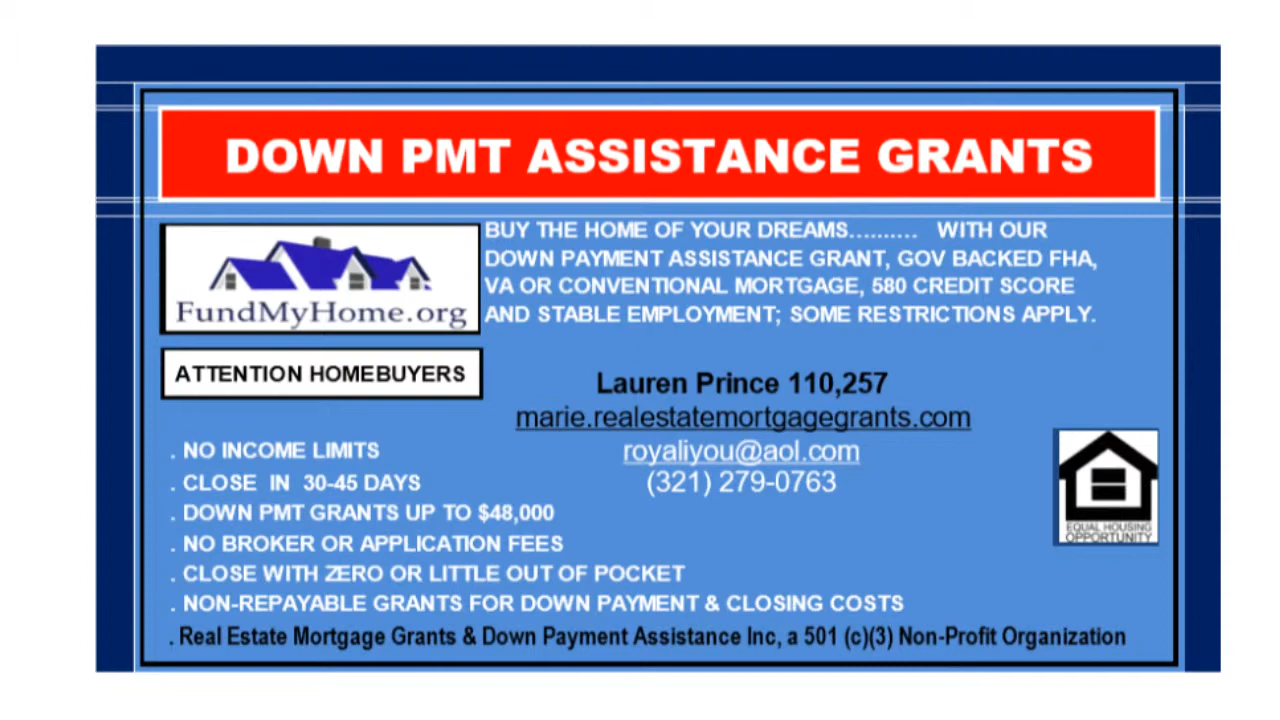 DOWN PMT ASSISTANCE GRANTS
FundMyHome.org
BUY THE HOME OF YOUR DREAMS.......... WITH OUR
DOWN PAYMENT ASSISTANCE GRANT, GOV BACKED FHA,
VA OR CONVENTIONAL MORTGAGE, 580 CREDIT SCORE
AND STABLE EMPLOYMENT; SOME RESTRICTIONS APPLY.
ATTENTION HOMEBUYERS
Lauren Prince 110,257
marie.realestatemortgagegrants.com
royaliyou@aol.com
(321) 279-0763
. NO INCOME LIMITS
. CLOSE IN 30-45 DAYS
. DOWN PMT GRANTS UP TO $48,000
. NO BROKER OR APPLICATION FEES
. CLOSE WITH ZERO OR LITTLE OUT OF POCKET
. NON-REPAYABLE GRANTS FOR DOWN PAYMENT & CLOSING COSTS
. Real Estate Mortgage Grants & Down Payment Assistance Inc, a 501 (c)(3) Non-Profit Organization
EQUAL HOUSING
OPPORTUNITY